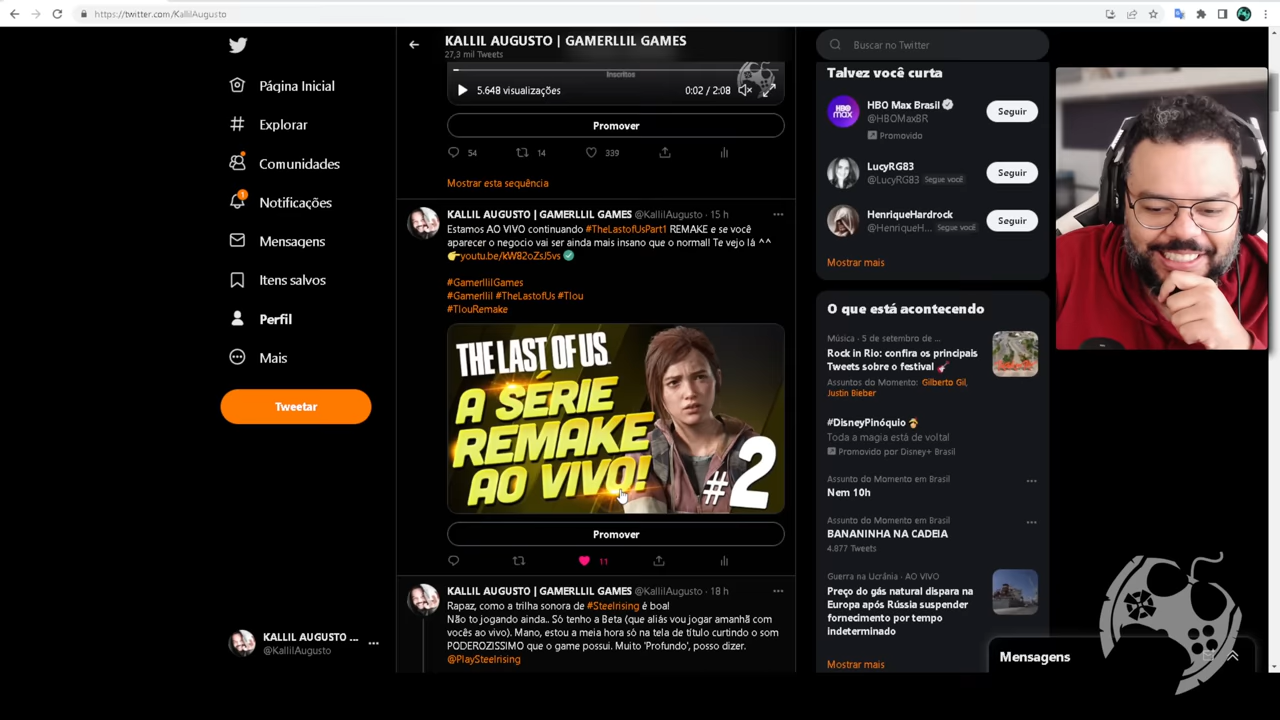 https://twitter.com/KallilAugusto
Página Inicial
Explorar
Comunidades
1
Notificações
Mensagens
Itens salvos
Perfil
Mais
Tweetar
KALLIL AUGUSTO ...
@KallilAugusto
KALLIL AUGUSTO | GAMERLLIL GAMES
27,3 mil Tweets
Inscritos
5.648 visualizações
0:02 / 2:08
Promover
54
14
339
Mostrar esta sequência
KALLIL AUGUSTO | GAMERLLIL GAMES @KallilAugusto · 15 h
Estamos AO VIVO continuando #TheLastofUsPart1 REMAKE e se você
aparecer o negocio vai ser ainda mais insano que o normal! Te vejo lá ^^
👉youtu.be/kW82oZsJ5vs
#GamerllilGames
#Gamerllil #TheLastofUs #Tlou
#TlouRemake
THE LAST OF US
A SÉRIE
REMAKE
AO VIVO!
#2
Promover
11
KALLIL AUGUSTO | GAMERLLIL GAMES @KallilAugusto · 18 h
Rapaz, como a trilha sonora de #Steelrising é boa!
Não to jogando ainda.. Só tenho a Beta (que aliás vou jogar amanhã com
vocês ao vivo). Mano, estou a meia hora só na tela de título curtindo o som
PODEROZISSIMO que o game possui. Muito 'Profundo', posso dizer.
@PlaySteelrising
Buscar no Twitter
Talvez você curta
HBO Max Brasil
@HBOMaxBR
Promovido
Seguir
HBO
max
LucyRG83
@LucyRG83 Segue você
Seguir
HenriqueHardrock
@HenriqueH... Segue você
Seguir
Mostrar mais
O que está acontecendo
Música · 5 de setembro de ...
Rock in Rio: confira os principais
Tweets sobre o festival 🎸
Assuntos do Momento: Gilberto Gil,
Justin Bieber
#DisneyPinóquio
Toda a magia está de volta!
Promovido por Disney+ Brasil
Assunto do Momento em Brasil
Nem 10h
Assunto do Momento em Brasil
BANANINHA NA CADEIA
4.877 Tweets
Guerra na Ucrânia · AO VIVO
Preço do gás natural dispara na
Europa após Rússia suspender
fornecimento por tempo
indeterminado
Mostrar mais
Mensagens